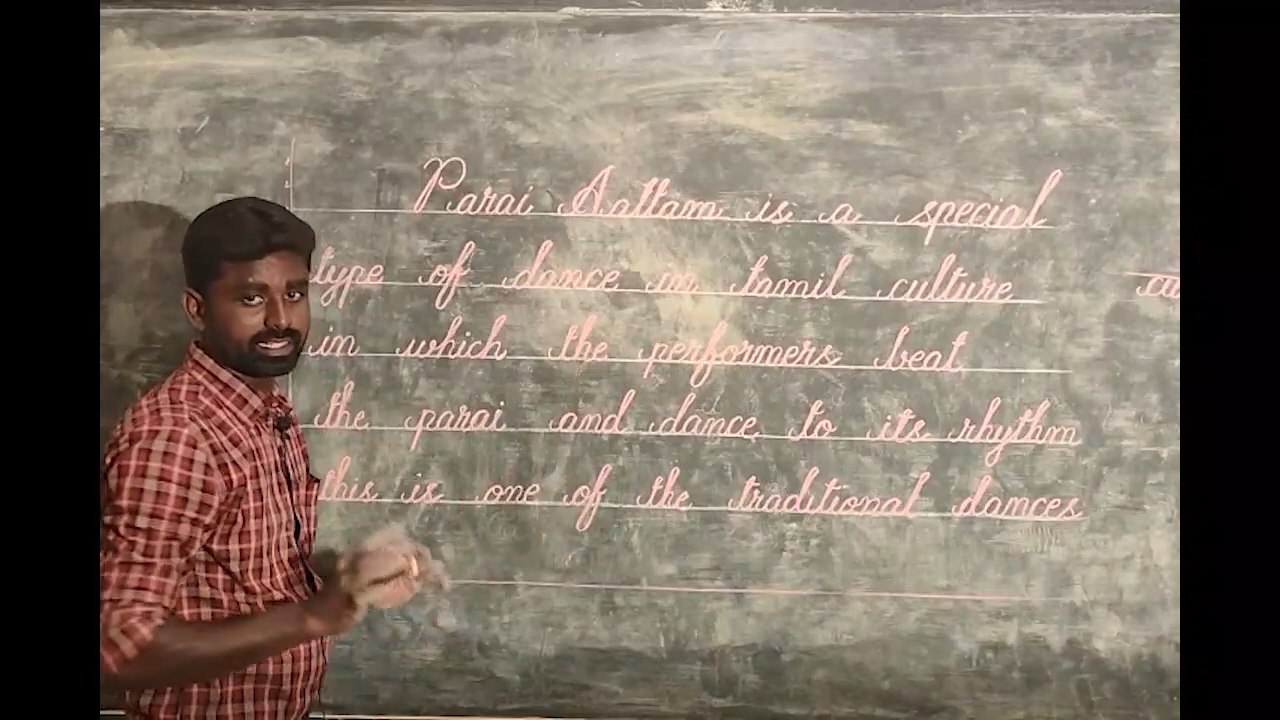 Parai Aattam is a special
type of dance in tamil culture
in which the performers beat
the parai and dance to its rhythm
this is one of the traditional dances